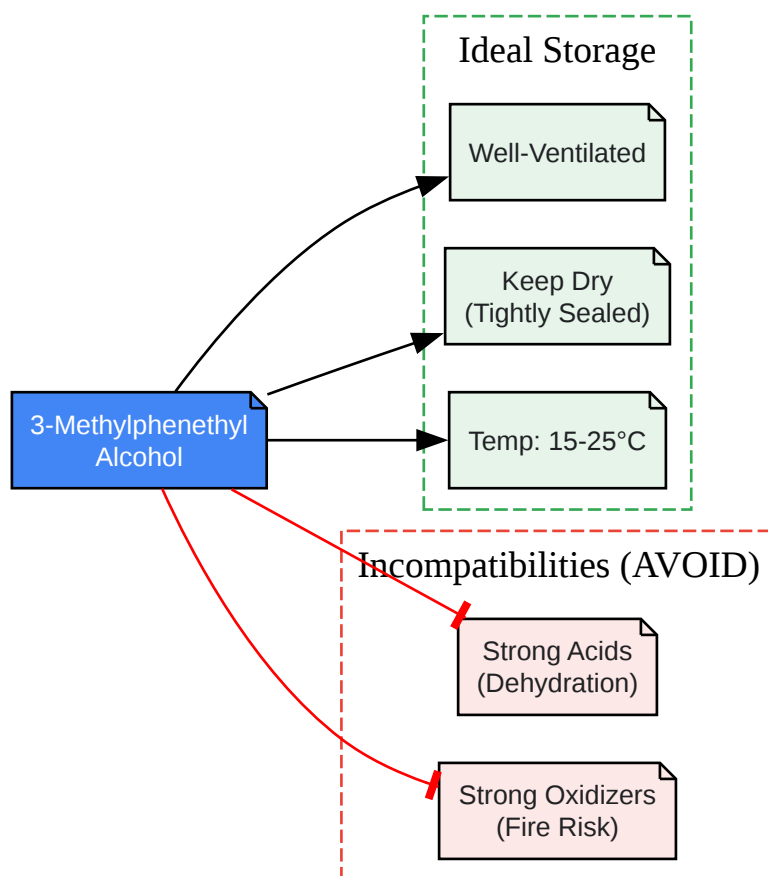 Ideal Storage
Well-Ventilated
Keep Dry
(Tightly Sealed)
3-Methylphenethyl
Alcohol
Temp: 15-25°C
Incompatibilities (AVOID)
Strong Acids
(Dehydration)
Strong Oxidizers
(Fire Risk)